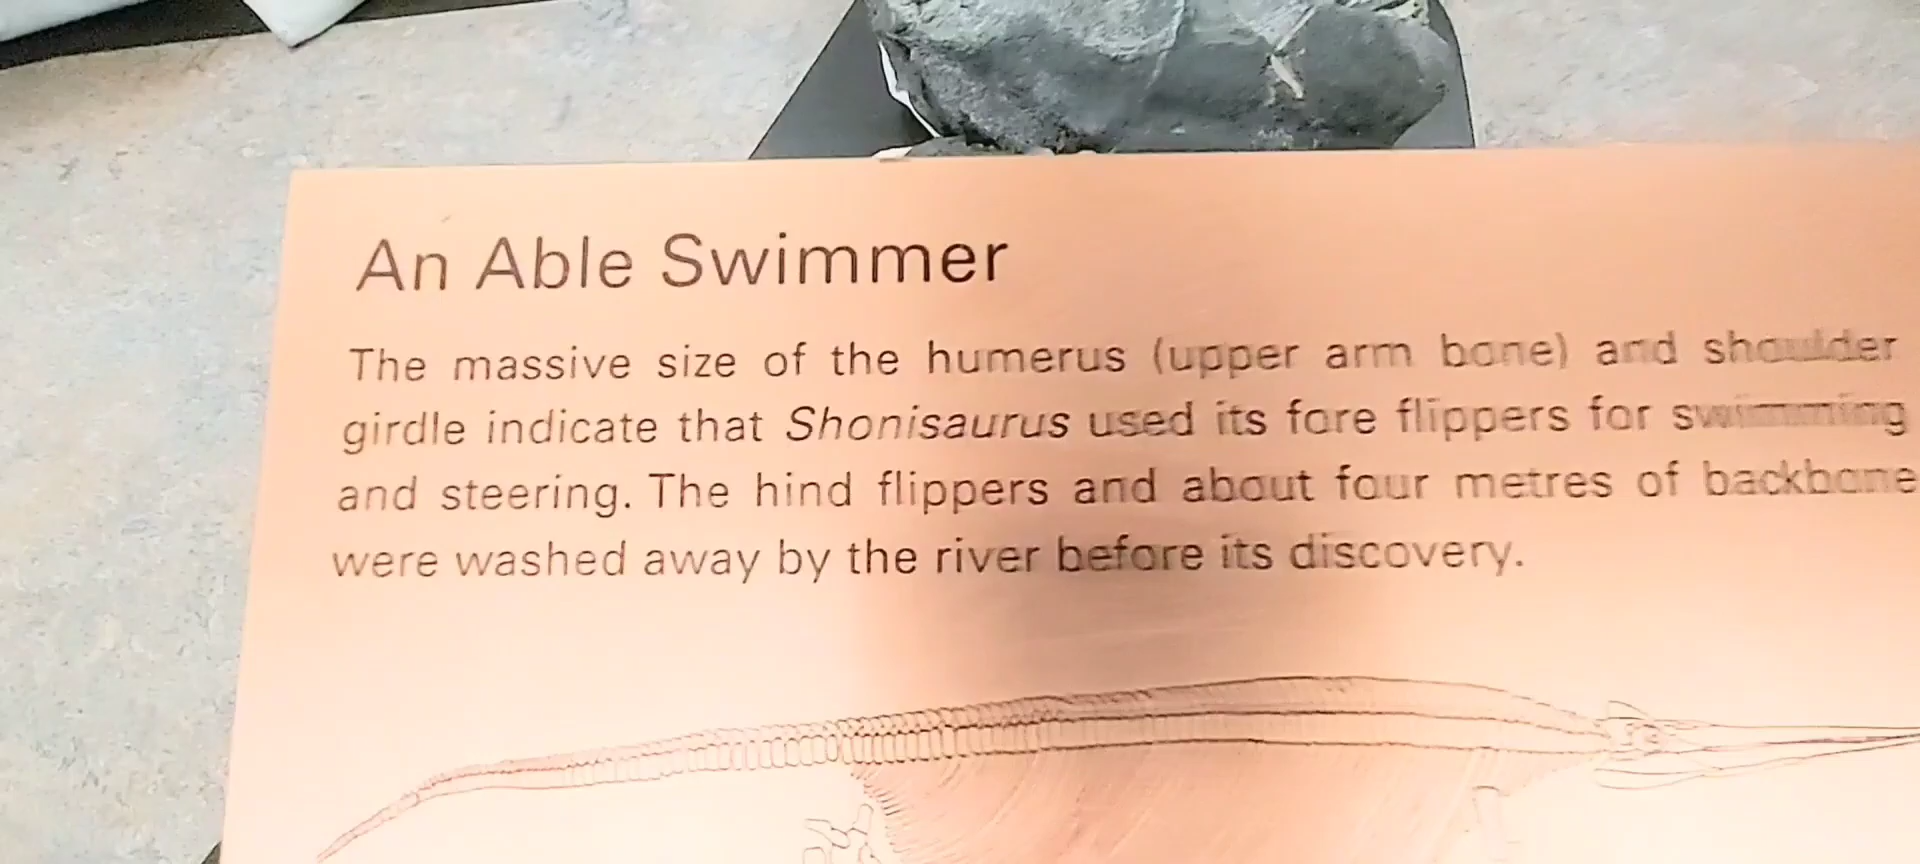 An Able Swimmer
The massive size of the humerus (upper arm bone) and shoulder
girdle indicate that Shonisaurus used its fore flippers for swimming
and steering. The hind flippers and about four metres of backbone
were washed away by the river before its discovery.